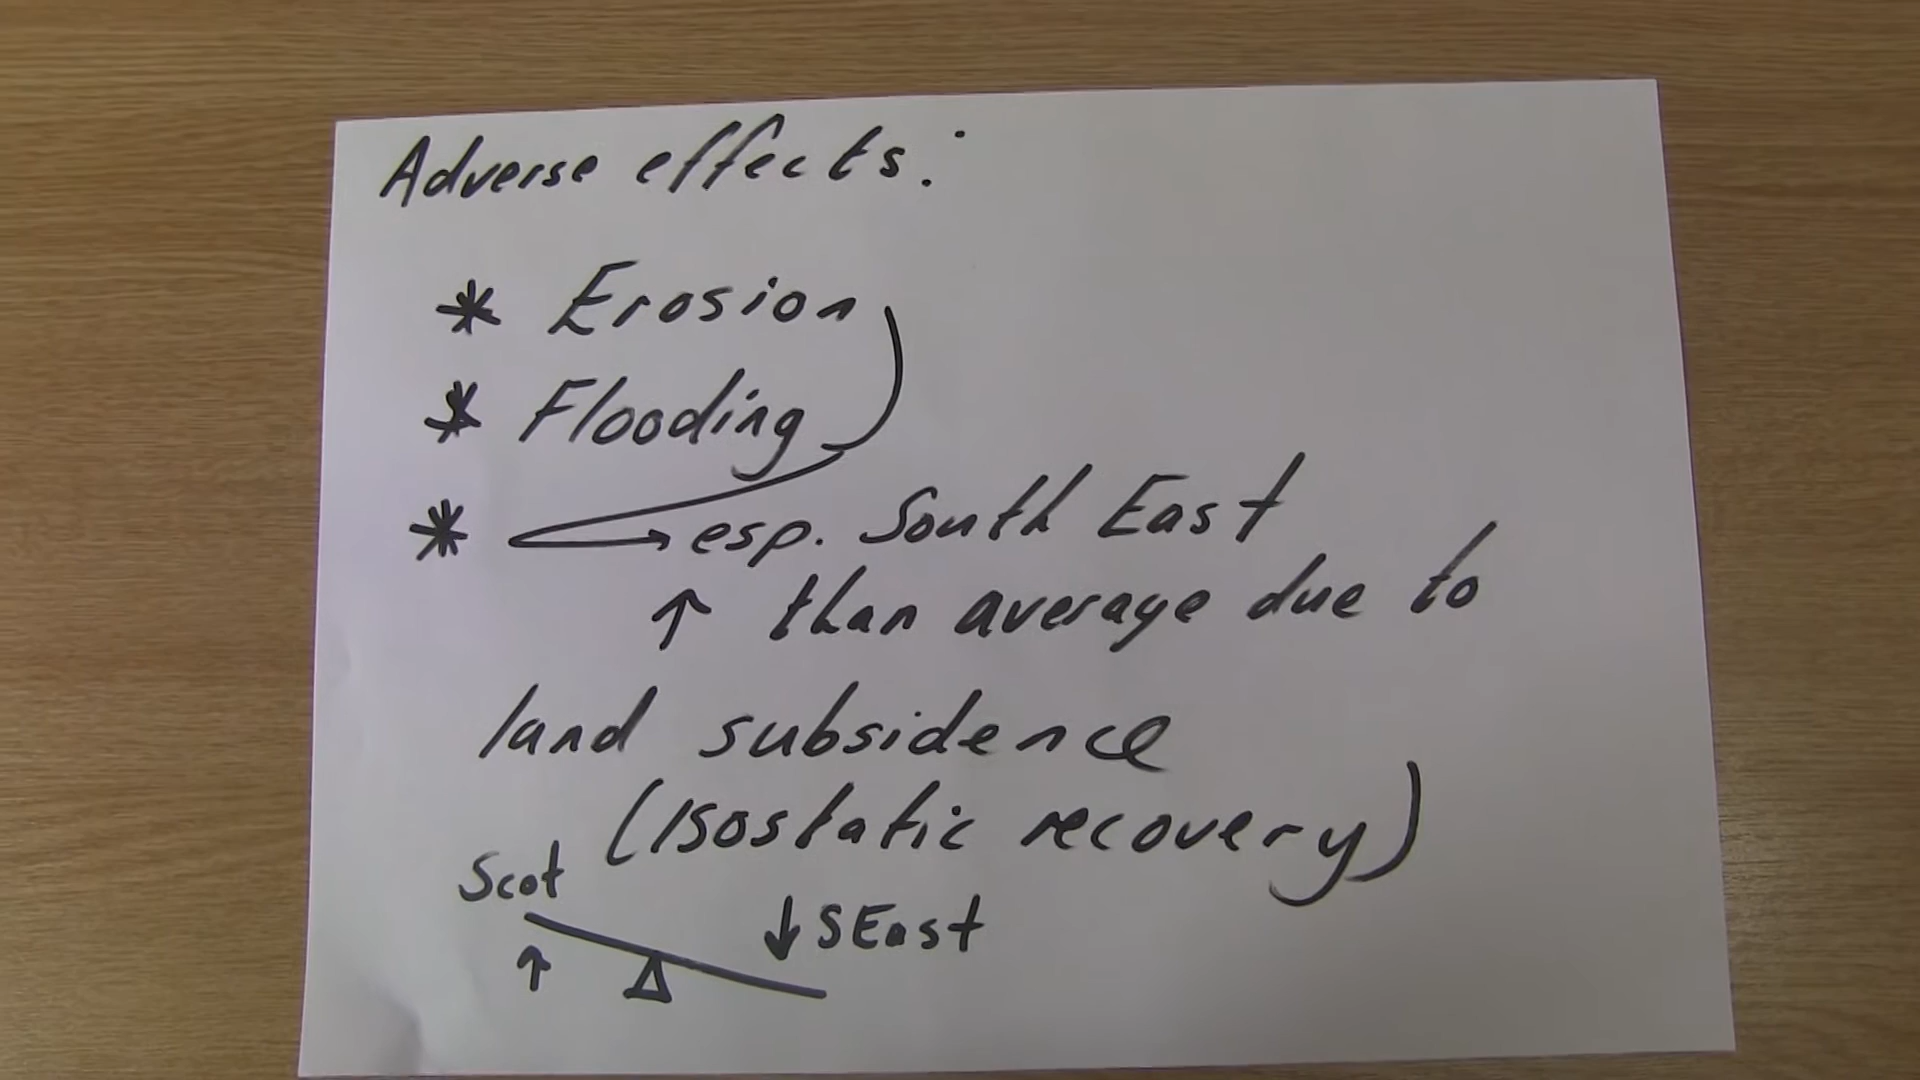 Adverse effects:
* Erosion
* Flooding
* → esp. South East
↑ than average due to
land subsidence
(Isostatic recovery)
Scot
↓ SEast
↑ Δ